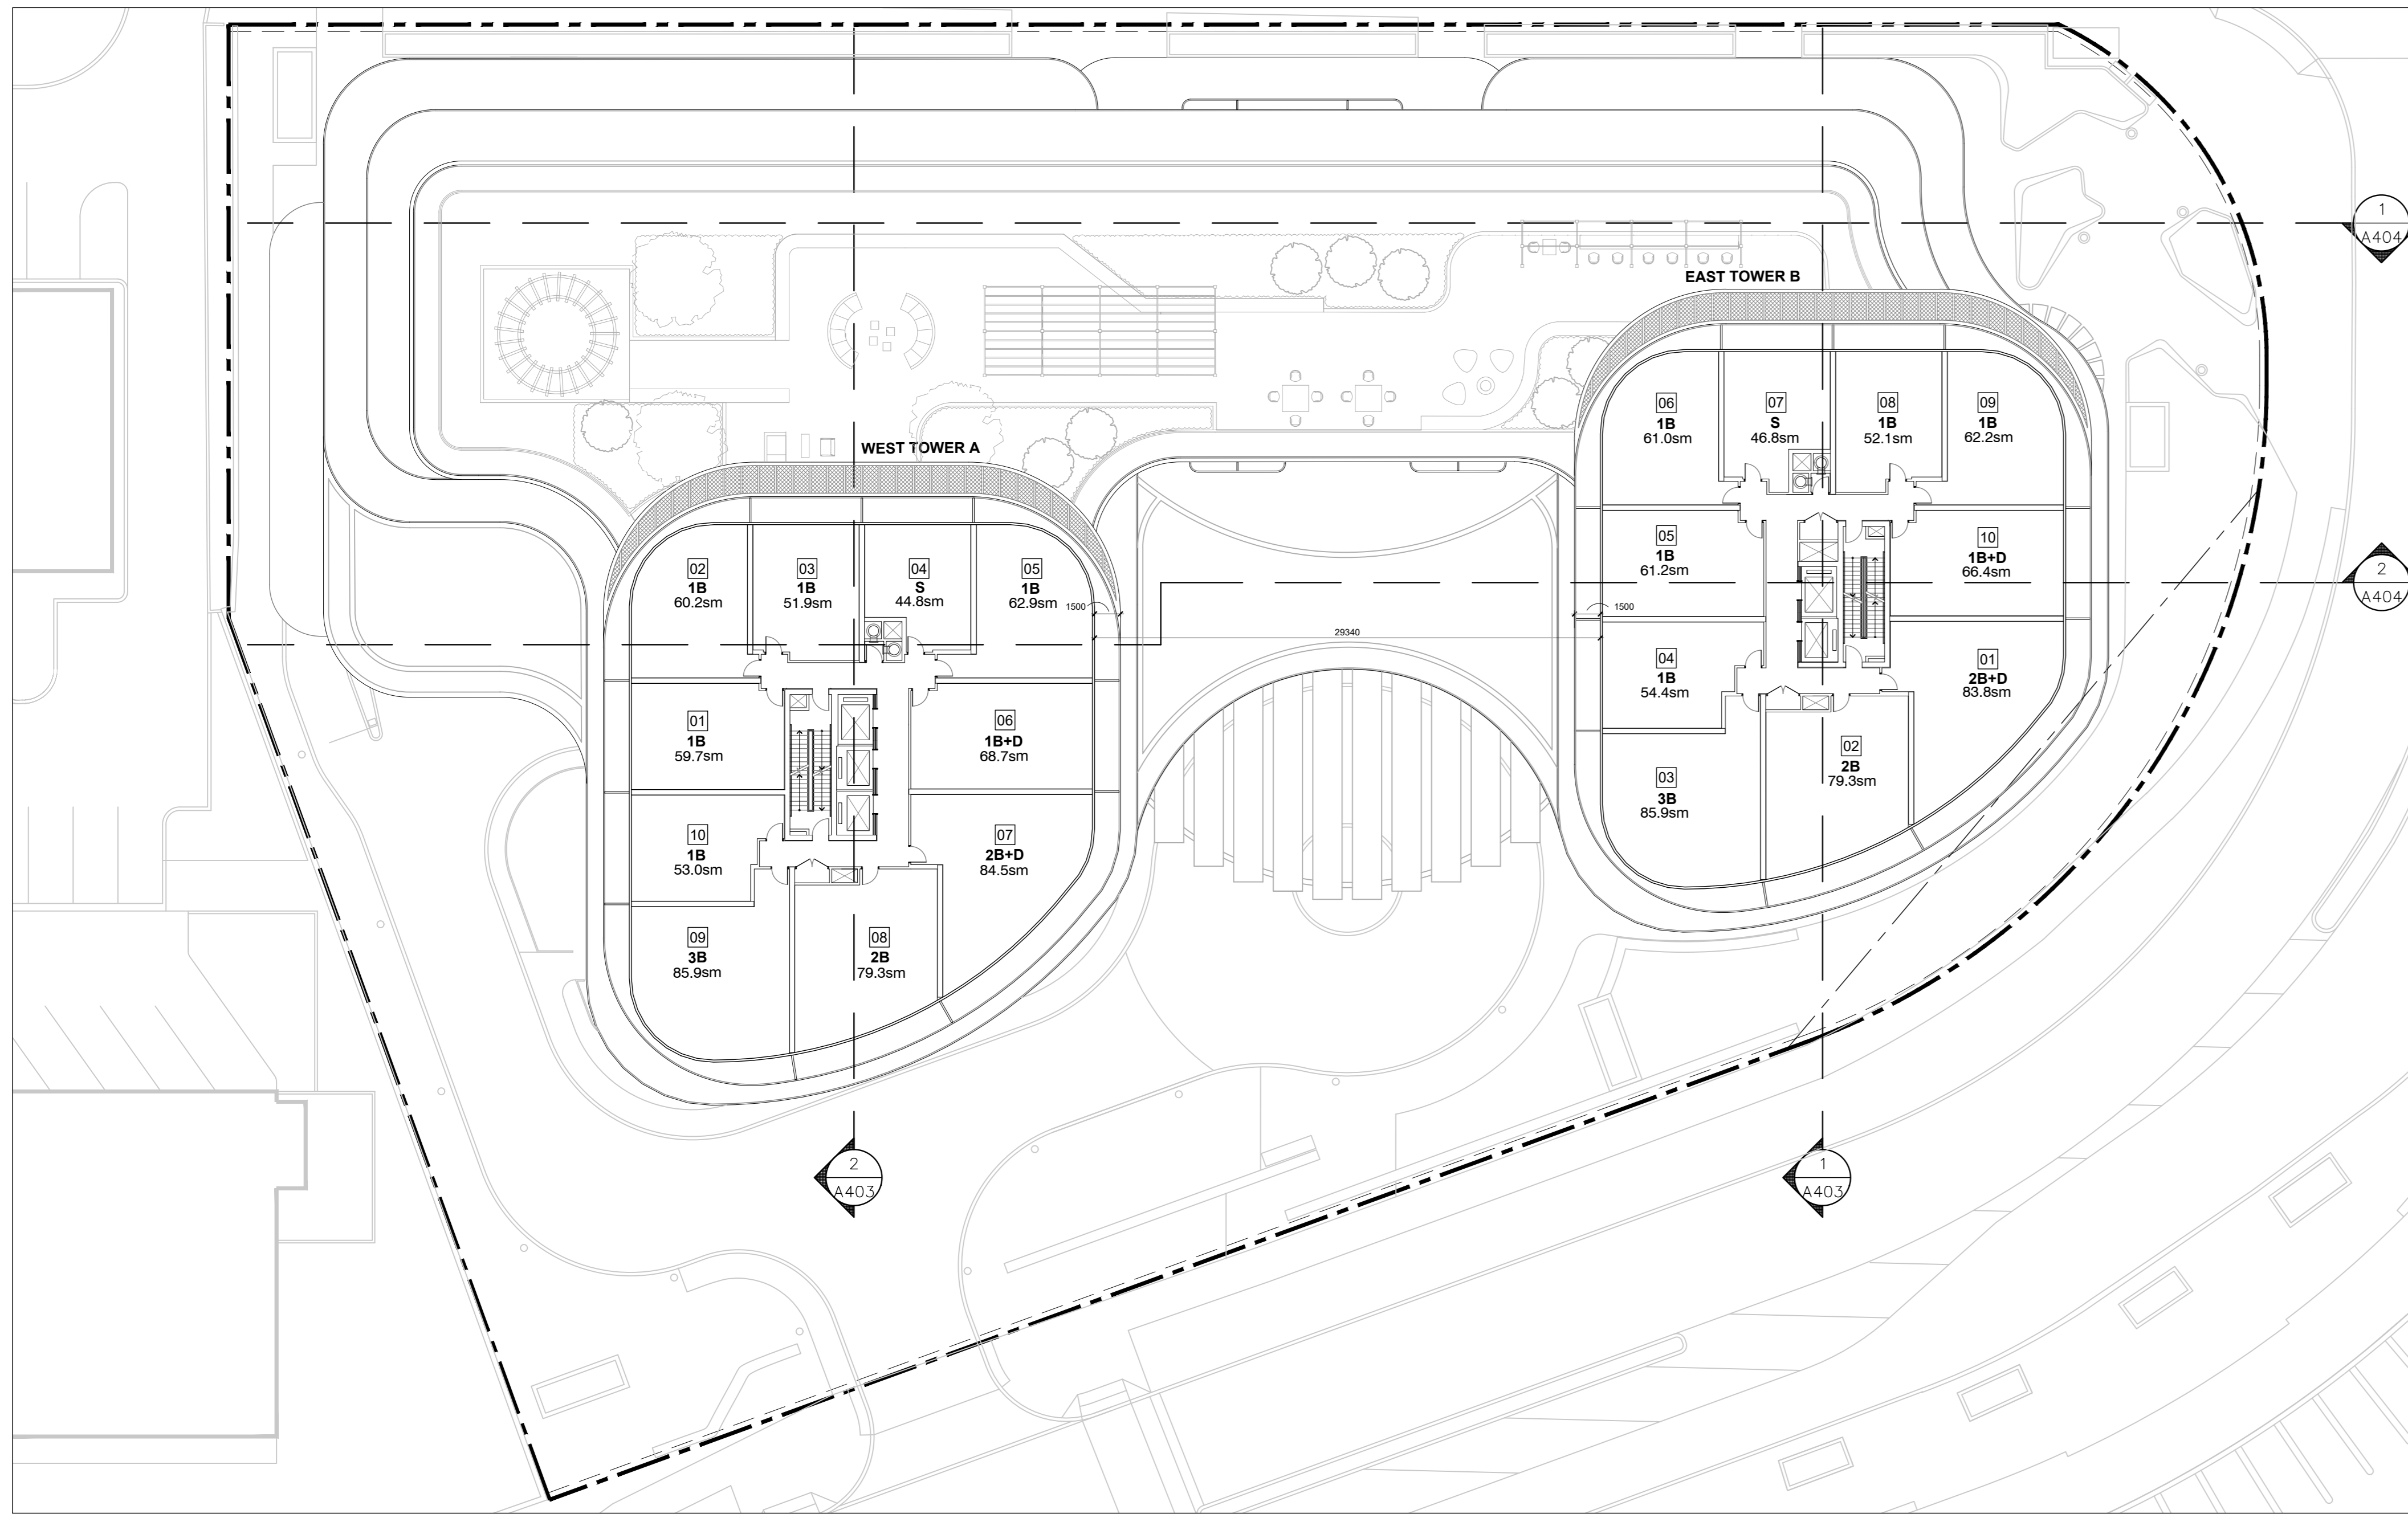 1
A404
EAST TOWER B
06
1B
61.0sm
07
S
46.8sm
08
1B
52.1sm
09
1B
62.2sm
WEST TOWER A
05
1B
61.2sm
10
1B+D
66.4sm
2
A404
02
1B
60.2sm
03
1B
51.9sm
04
S
44.8sm
05
1B
62.9sm
1500
1500
29340
04
1B
54.4sm
01
2B+D
83.8sm
01
1B
59.7sm
06
1B+D
68.7sm
02
2B
79.3sm
03
3B
85.9sm
10
1B
53.0sm
07
2B+D
84.5sm
09
3B
85.9sm
08
2B
79.3sm
2
A403
1
A403